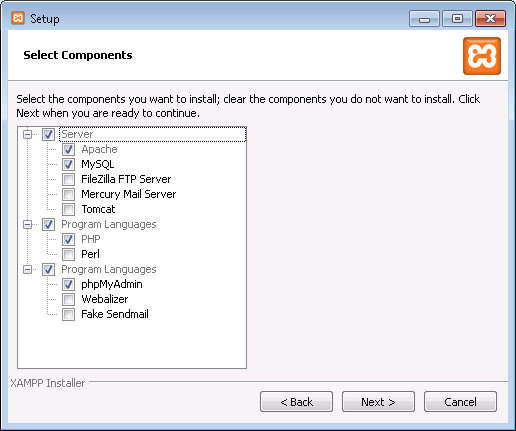 Setup
Select Components
Select the components you want to install; clear the components you do not want to install. Click
Next when you are ready to continue.
Server
Apache
MySQL
FileZilla FTP Server
Mercury Mail Server
Tomcat
Program Languages
PHP
Perl
Program Languages
phpMyAdmin
Webalizer
Fake Sendmail
XAMPP Installer
< Back
Next >
Cancel